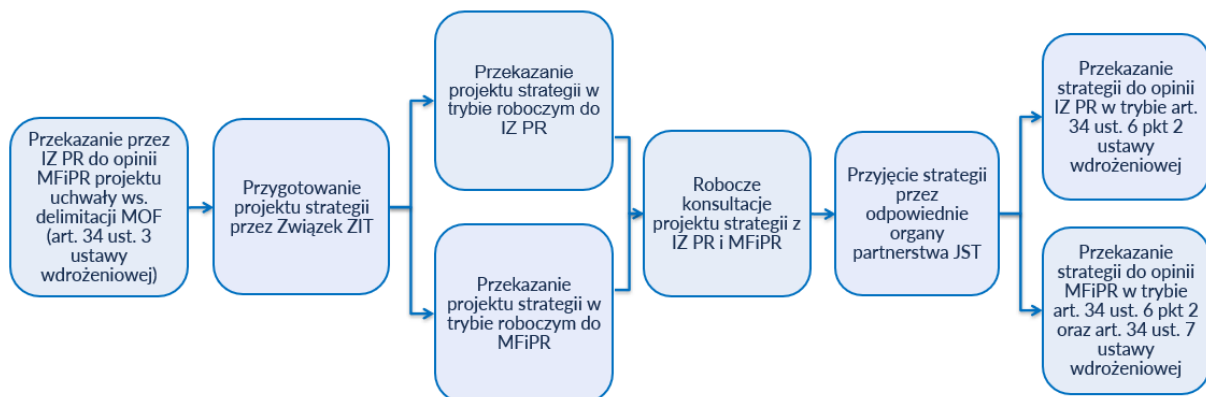 Przekazanie przez
IZ PR do opinii
MFiPR projektu
uchwały ws.
delimitacji MOF
(art. 34 ust. 3
ustawy
wdrożeniowej)
Przygotowanie
projektu strategii
przez Związek ZIT
Przekazanie
projektu strategii w
trybie roboczym do
IZ PR
Przekazanie
projektu strategii w
trybie roboczym do
MFiPR
Robocze
konsultacje
projektu strategii z
IZ PR i MFiPR
Przyjęcie strategii
przez
odpowiednie
organy
partnerstwa JST
Przekazanie
strategii do opinii
IZ PR w trybie art.
34 ust. 6 pkt 2
ustawy
wdrożeniowej
Przekazanie
strategii do opinii
MFiPR w trybie
art. 34 ust. 6 pkt 2
oraz art. 34 ust. 7
ustawy
wdrożeniowej